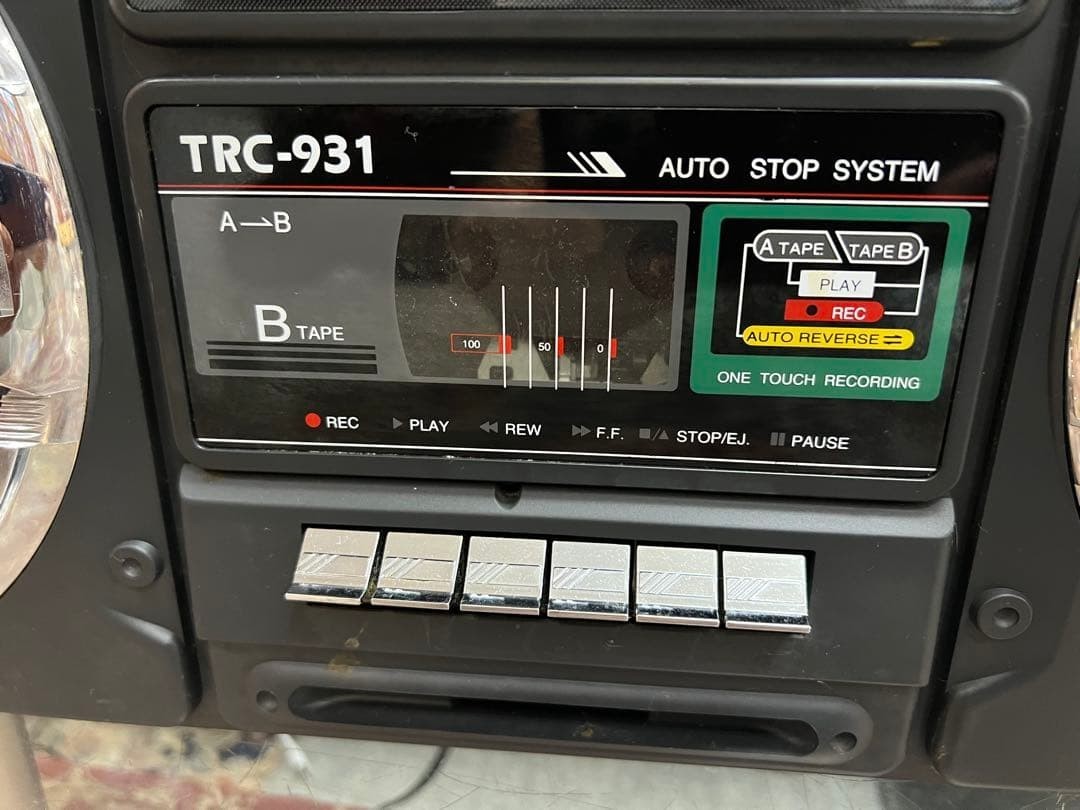 TRC-931
AUTO STOP SYSTEM
A⇀B
B TAPE
100 50 0
A TAPE TAPE B
PLAY
REC
AUTO REVERSE ⇌
ONE TOUCH RECORDING
● REC ▶ PLAY ◀◀ REW ▶▶ F.F. ■/▲ STOP/EJ. ❚❚ PAUSE